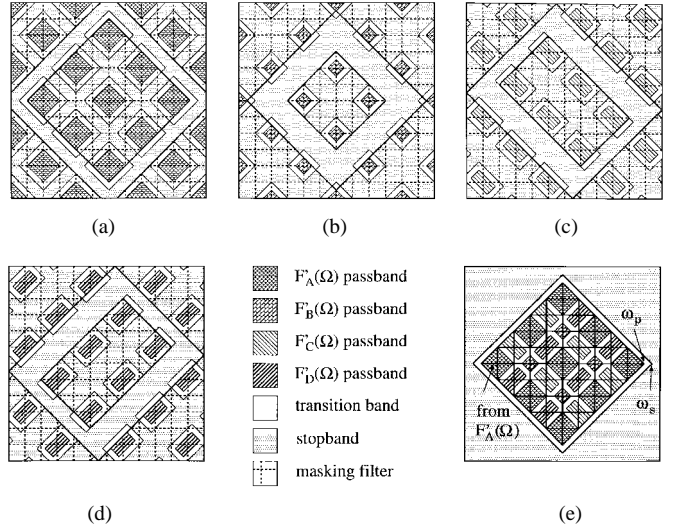 (a)
(b)
(c)
F'A(Ω) passband
F'B(Ω) passband
F'C(Ω) passband
F'D(Ω) passband
transition band
stopband
masking filter
ωp
ωs
from
F'A(Ω)
(d)
(e)